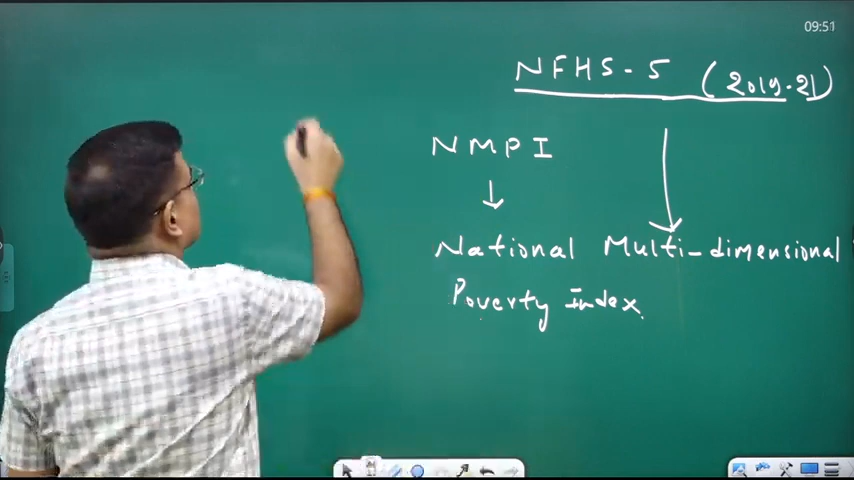 09:51
NFHS-5 (2019-21)
NMPI
National Multi-dimensional
Poverty Index